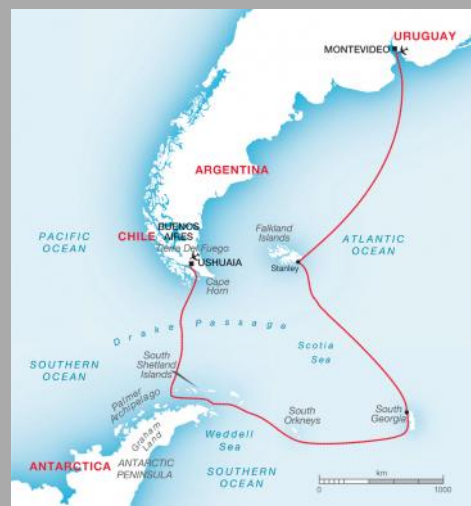 URUGUAY
MONTEVIDEO
ARGENTINA
BUENOS
AIRES
CHILE
Tierra Del Fuego
USHUAIA
Cape
Horn
PACIFIC
OCEAN
Falkland
Islands
Stanley
ATLANTIC
OCEAN
Drake Passage
Scotia
Sea
SOUTHERN
OCEAN
South
Shetland
Islands
Palmer
Archipelago
Graham
Land
South
Orkneys
South
Georgia
Weddell
Sea
ANTARCTICA
ANTARCTIC
PENINSULA
SOUTHERN
OCEAN
km
0 1000